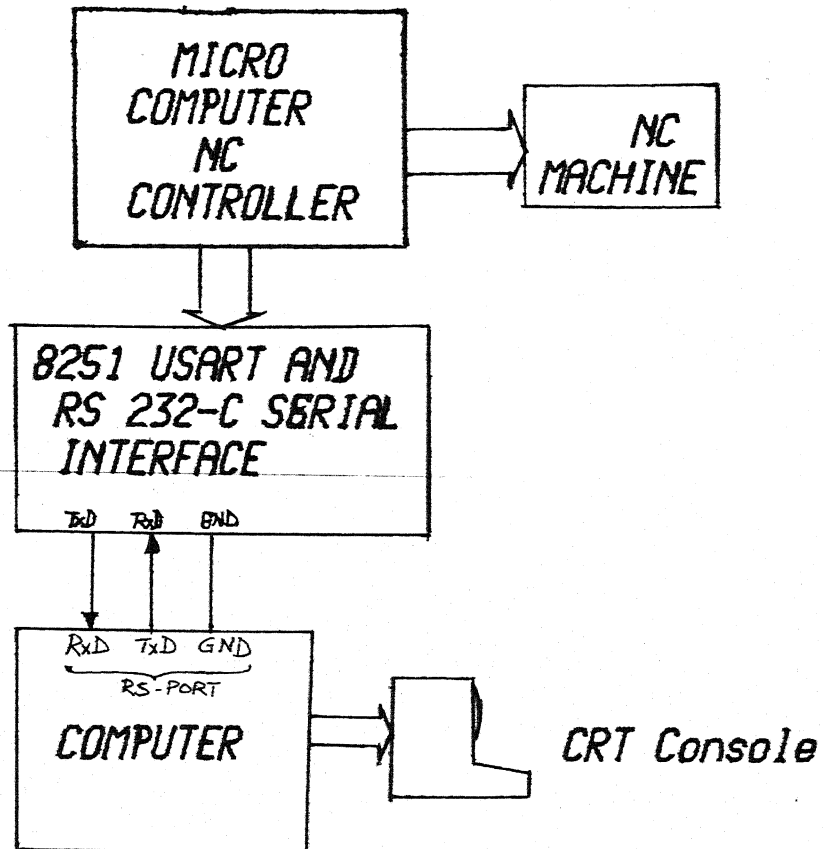 MICRO
COMPUTER
NC
CONTROLLER
NC
MACHINE
8251 USART AND
RS 232-C SERIAL
INTERFACE
TxD RxD GND
RxD TxD GND
RS-PORT
COMPUTER
CRT Console